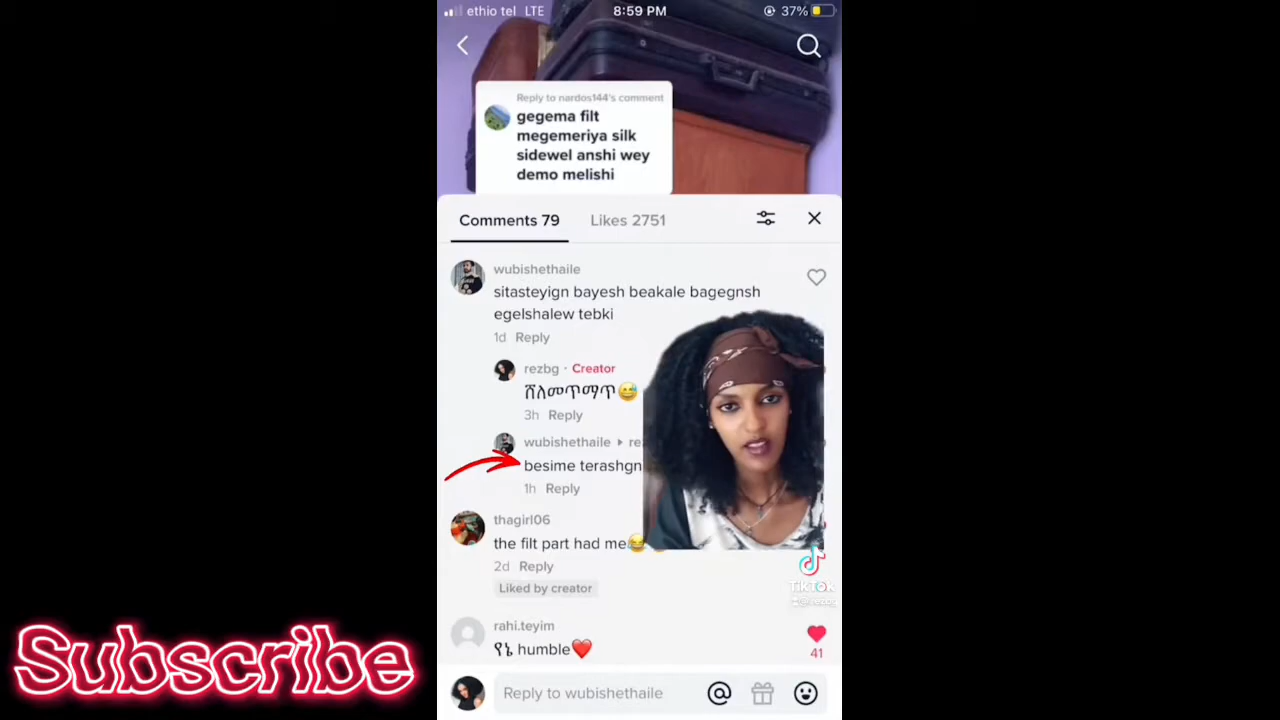 ethio tel LTE 8:59 PM 37%
Reply to nardos144's comment
gegema filt
megemeriya silk
sidewel anshi wey
demo melishi
Comments 79 Likes 2751
wubishethaile
sitasteyign bayesh beakale bagegnsh
egelshalew tebki
1d Reply
rezbg · Creator
ሸለመጥማጥ😅
3h Reply
wubishethaile
besime terashgn
1h Reply
thagirl06
the filt part had me😂
2d Reply
Liked by creator
TikTok
rahi.teyim
የኔ humble❤️
41
Reply to wubishethaile
Subscribe